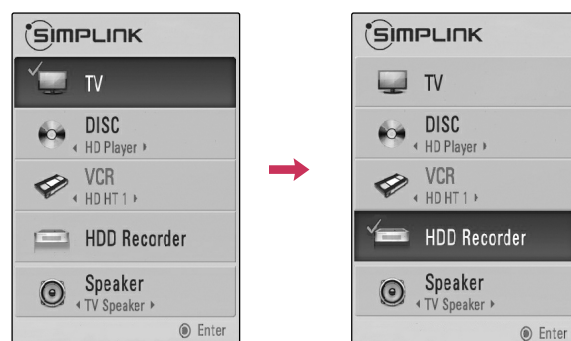 SIMPLINK
TV
DISC
HD Player
VCR
HD HT 1
HDD Recorder
Speaker
TV Speaker
Enter
SIMPLINK
TV
DISC
HD Player
VCR
HD HT 1
HDD Recorder
Speaker
TV Speaker
Enter